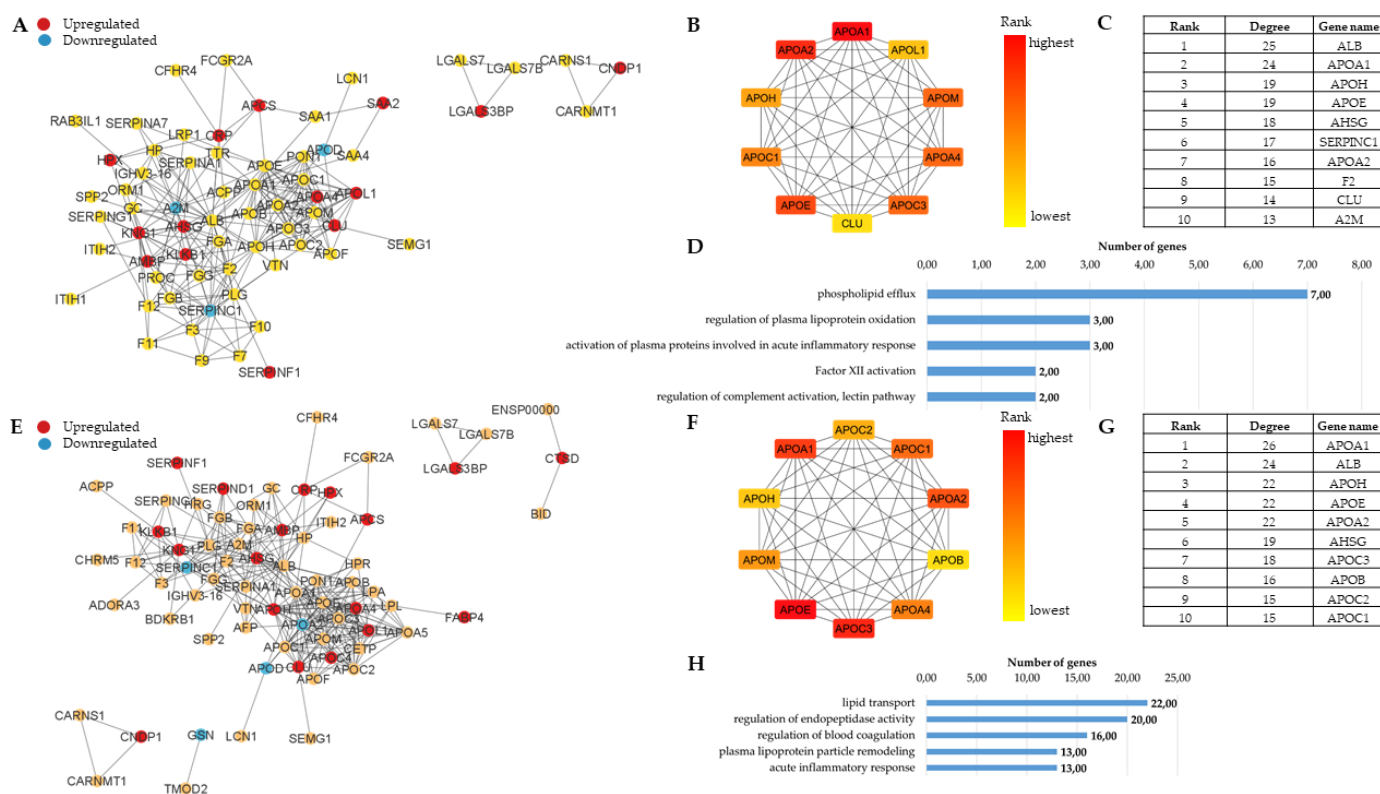 A
Upregulated
Downregulated
FCGR2A
CFHR4
LCN1
APCS
SAA2
SAA1
RAB3IL1
SERPINA7
LRP1
CRP
HP
TTR
APOD
SAA4
HPX
SERPINA1
APOE
PON1
IGHV3-16
APOC1
ORM1
ACPP
APOA1
APOA4
APOL1
SPP2
GC
A2M
APOA2
SERPING1
ALB
APOB
APOM
CLU
KNG1
AHSG
APOC3
FGA
APOH
APOC2
APOF
SEMG1
ITIH2
AMBP
KLKB1
F2
VTN
PROC
FGG
ITIH1
F12
FGB
PLG
SERPINC1
F3
F10
F11
F9
F7
SERPINF1
LGALS7
LGALS7B
LGALS3BP
CARNS1
CNDP1
CARNMT1
B
APOA1
APOA2
APOL1
APOH
APOM
APOC1
APOA4
APOE
APOC3
CLU
Rank
highest
lowest
C
Rank Degree Gene name
1 25 ALB
2 24 APOA1
3 19 APOH
4 19 APOE
5 18 AHSG
6 17 SERPINC1
7 16 APOA2
8 15 F2
9 14 CLU
10 13 A2M
D
Number of genes
0,00 1,00 2,00 3,00 4,00 5,00 6,00 7,00 8,00
phospholipid efflux 7,00
regulation of plasma lipoprotein oxidation 3,00
activation of plasma proteins involved in acute inflammatory response 3,00
Factor XII activation 2,00
regulation of complement activation, lectin pathway 2,00
E
Upregulated
Downregulated
CFHR4
SERPINF1
FCGR2A
ACPP
SERPIND1
GC
CRP
HPX
SERPING1
HRG
ORM1
APCS
FGB
ITIH2
F11
KLKB1
FGA
AMBP
HP
KNG1
PLG
A2M
CHRM5
F12
SERPINC1
F2
AHSG
ALB
HPR
F3
FGG
SERPINA1
PON1
APOB
IGHV3-16
APOA1
LPA
ADORA3
VTN
APOH
APOE
APOA4
LPL
FABP4
BDKRB1
APOC3
AFP
APOA2
APOL1
APOA5
SPP2
APOM
APOC1
CETP
APOC4
APOD
CLU
APOC2
APOF
LCN1
SEMG1
LGALS7
LGALS7B
LGALS3BP
ENSP00000
CTSD
BID
CARNS1
CNDP1
CARNMT1
GSN
TMOD2
F
APOC2
APOA1
APOC1
APOH
APOA2
APOM
APOB
APOE
APOA4
APOC3
Rank
highest
lowest
G
Rank Degree Gene name
1 26 APOA1
2 24 ALB
3 22 APOH
4 22 APOE
5 22 APOA2
6 19 AHSG
7 18 APOC3
8 16 APOB
9 15 APOC2
10 15 APOC1
H
Number of genes
0,00 5,00 10,00 15,00 20,00 25,00
lipid transport 22,00
regulation of endopeptidase activity 20,00
regulation of blood coagulation 16,00
plasma lipoprotein particle remodeling 13,00
acute inflammatory response 13,00